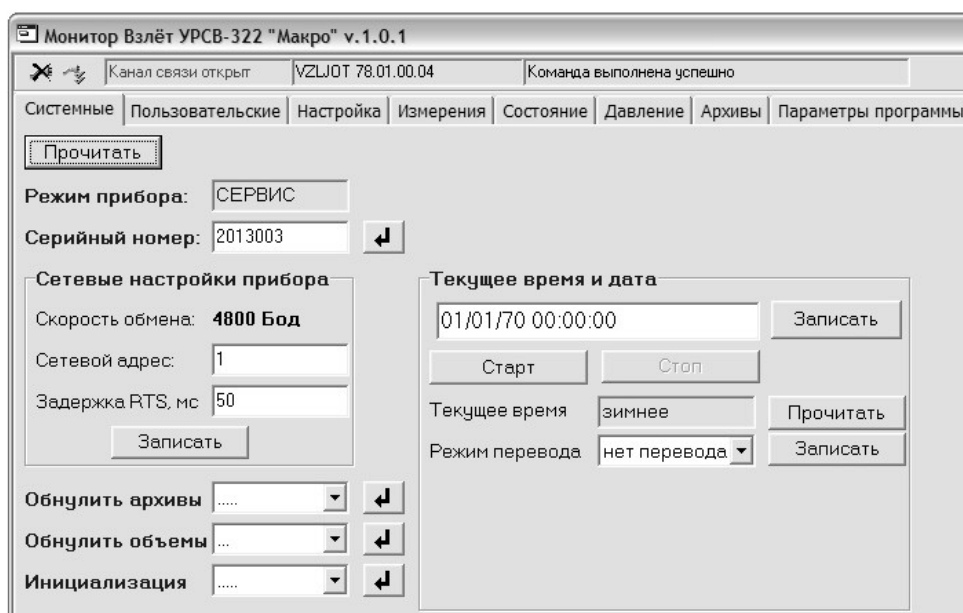 Монитор Взлёт УРСВ-322 "Макро" v.1.0.1
Канал связи открыт VZLJOT 78.01.00.04 Команда выполнена успешно
Системные Пользовательские Настройка Измерения Состояние Давление Архивы Параметры программы
Прочитать
Режим прибора: СЕРВИС
Серийный номер: 2013003
Сетевые настройки прибора
Скорость обмена: 4800 Бод
Сетевой адрес: 1
Задержка RTS, мс 50
Записать
Обнулить архивы .....
Обнулить объемы ...
Инициализация .....
Текущее время и дата
01/01/70 00:00:00 Записать
Старт Стоп
Текущее время зимнее Прочитать
Режим перевода нет перевода Записать